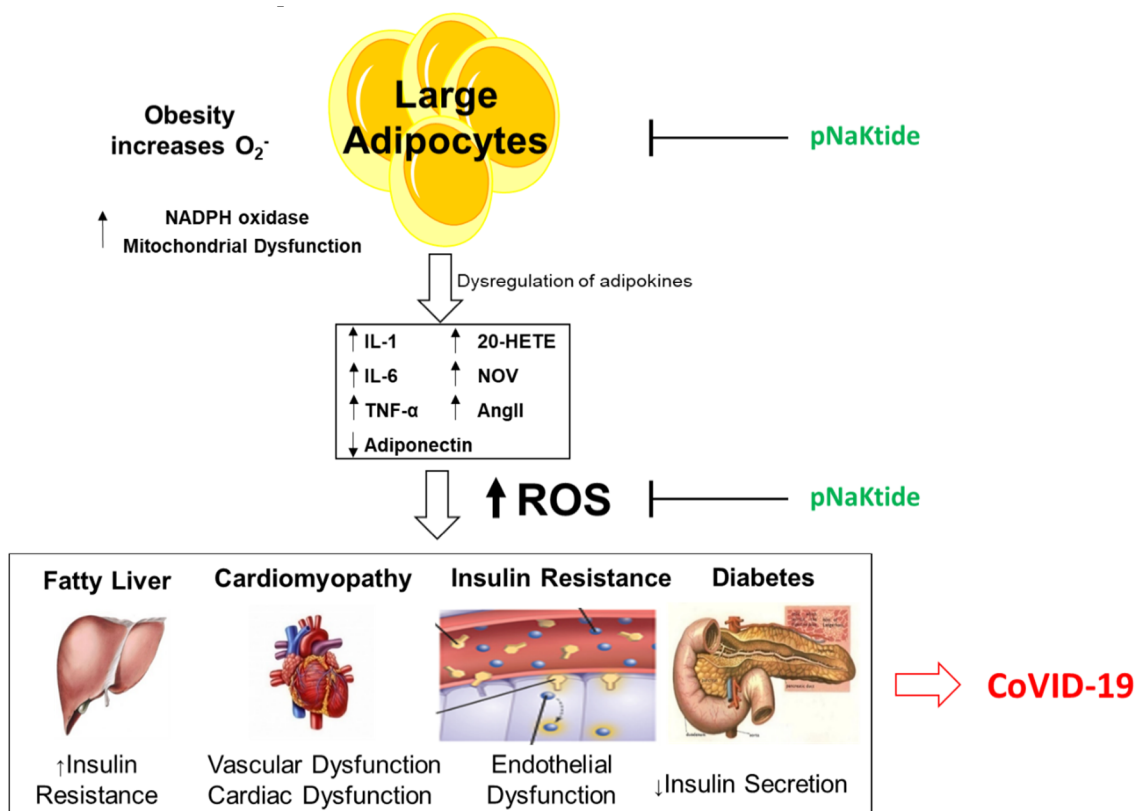 Large
Adipocytes
Obesity
increases O₂⁻
pNaKtide
↑ NADPH oxidase
Mitochondrial Dysfunction
Dysregulation of adipokines
↑ IL-1 ↑ 20-HETE
↑ IL-6 ↑ NOV
↑ TNF-α ↑ AngII
↓ Adiponectin
↑ ROS
pNaKtide
Fatty Liver Cardiomyopathy Insulin Resistance Diabetes
↑Insulin
Resistance
Vascular Dysfunction
Cardiac Dysfunction
Endothelial
Dysfunction
↓Insulin Secretion
CoVID-19